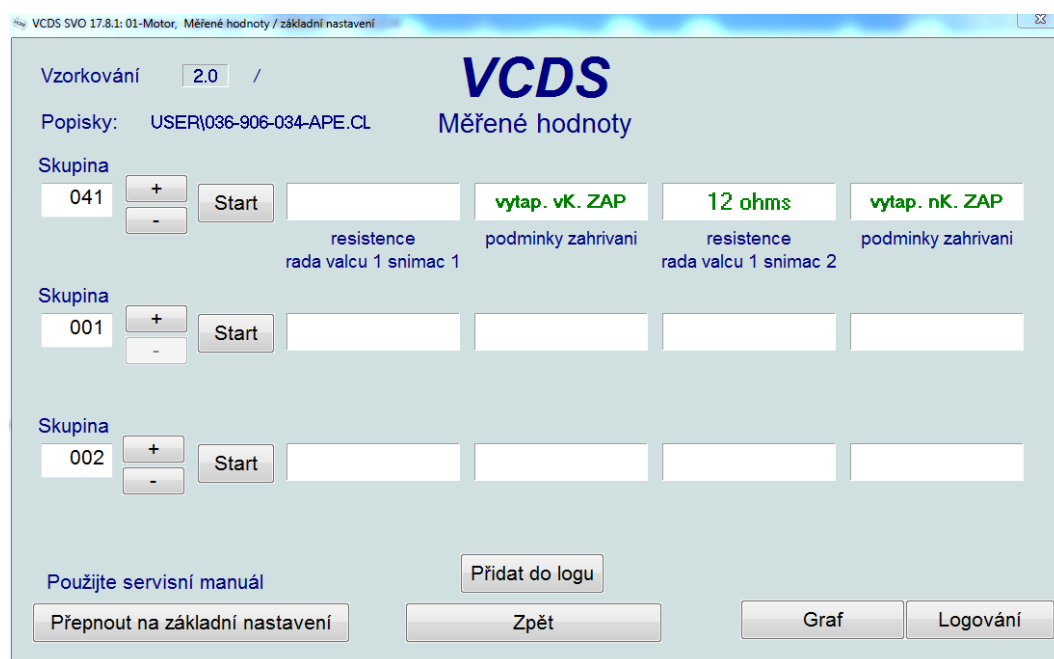 VCDS SVO 17.8.1: 01-Motor, Měřené hodnoty / základní nastavení
Vzorkování 2.0 /
VCDS
Popisky: USER\036-906-034-APE.CL
Měřené hodnoty
Skupina
041 + - Start vytap. vK. ZAP 12 ohms vytap. nK. ZAP
resistence podminky zahrivani resistence podminky zahrivani
rada valcu 1 snimac 1 rada valcu 1 snimac 2
Skupina
001 + - Start
Skupina
002 + - Start
Použijte servisní manuál
Přidat do logu
Přepnout na základní nastavení Zpět Graf Logování